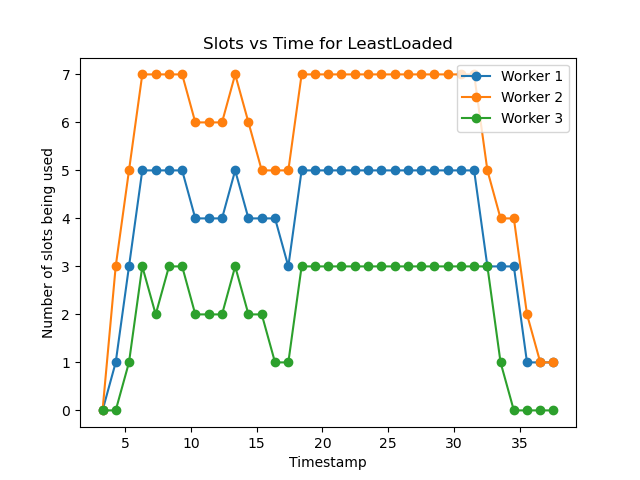 Slots vs Time for LeastLoaded
Number of slots being used
7
6
5
4
3
2
1
0
Worker 1
Worker 2
Worker 3
5 10 15 20 25 30 35
Timestamp